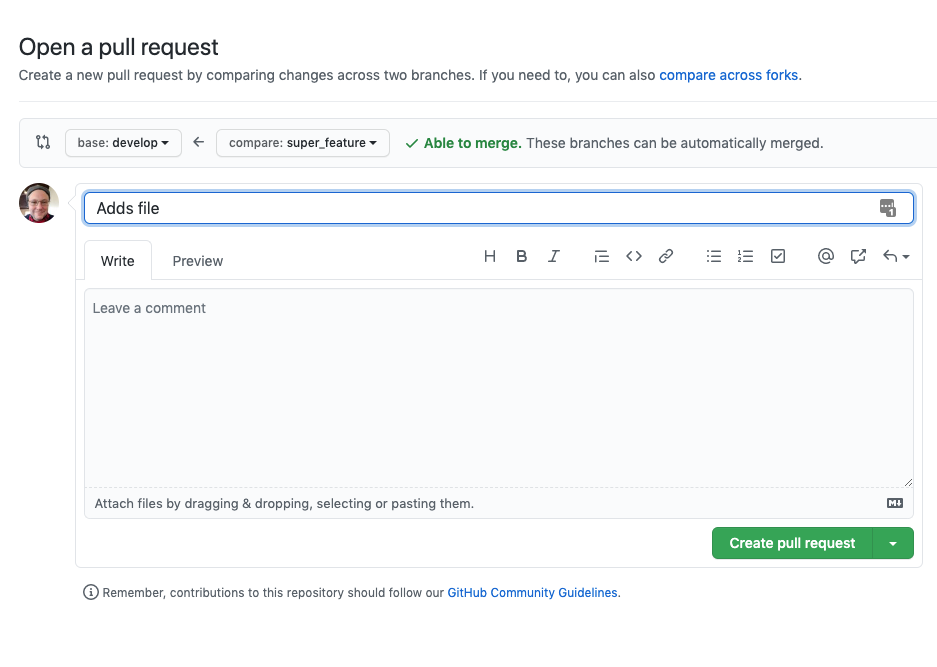 Open a pull request
Create a new pull request by comparing changes across two branches. If you need to, you can also compare across forks.
base: develop compare: super_feature Able to merge. These branches can be automatically merged.
Adds file
1
Write Preview H B I
Leave a comment
Attach files by dragging & dropping, selecting or pasting them.
Create pull request
Remember, contributions to this repository should follow our GitHub Community Guidelines.